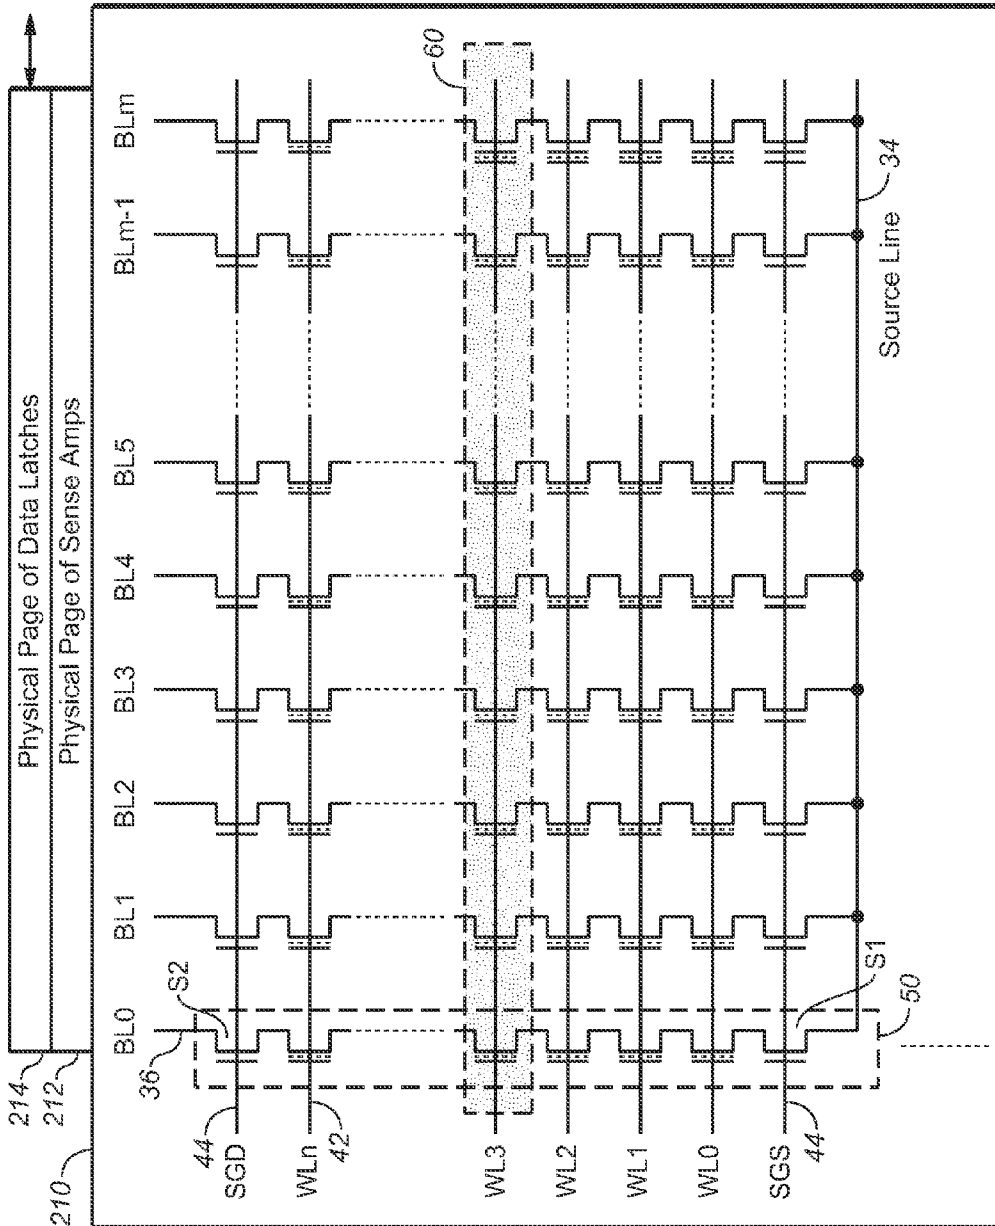 214
212
210
Physical Page of Data Latches
Physical Page of Sense Amps
BL0
BL1
BL2
BL3
BL4
BL5
BLm-1
BLm
36
S2
44
SGD
WLn
42
60
WL3
WL2
WL1
WL0
SGS
44
S1
50
34
Source Line